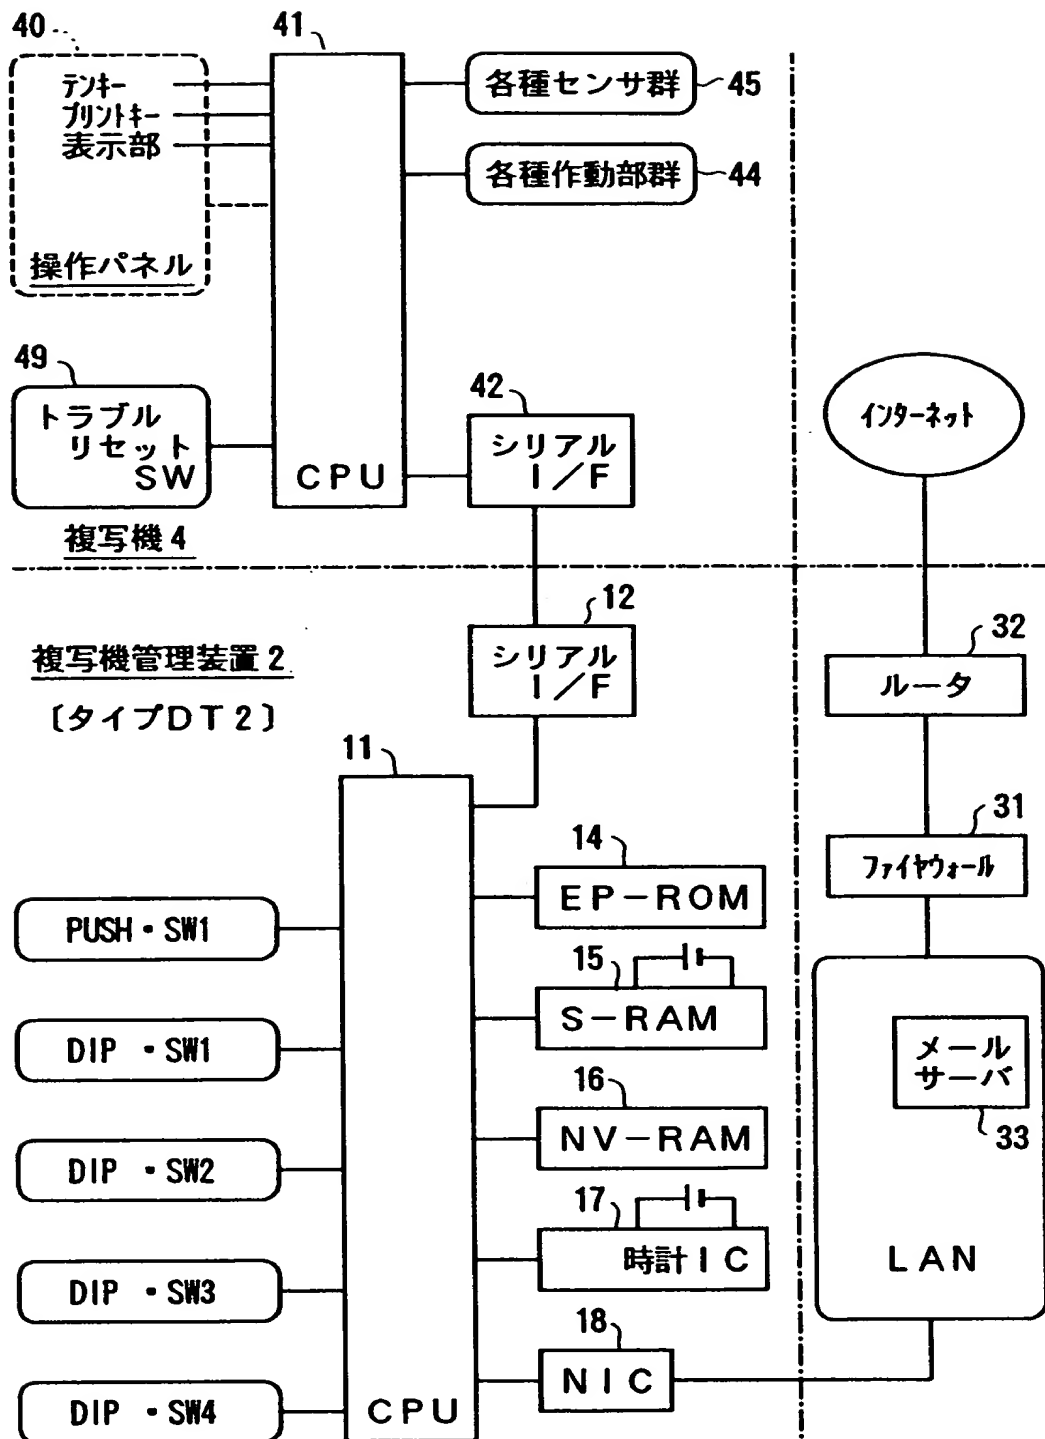 40
41
テンキー
プリントキー
表示部
操作パネル
各種センサ群
45
各種作動部群
44
49
トラブル
リセット
SW
CPU
42
シリアル
I/F
複写機4
インターネット
複写機管理装置2
〔タイプDT2〕
12
シリアル
I/F
32
ルータ
11
31
ファイヤウォール
14
EP-ROM
PUSH・SW1
15
S-RAM
DIP ・SW1
メール
サーバ
33
16
NV-RAM
DIP ・SW2
17
時計IC
LAN
DIP ・SW3
18
NIC
DIP ・SW4
CPU